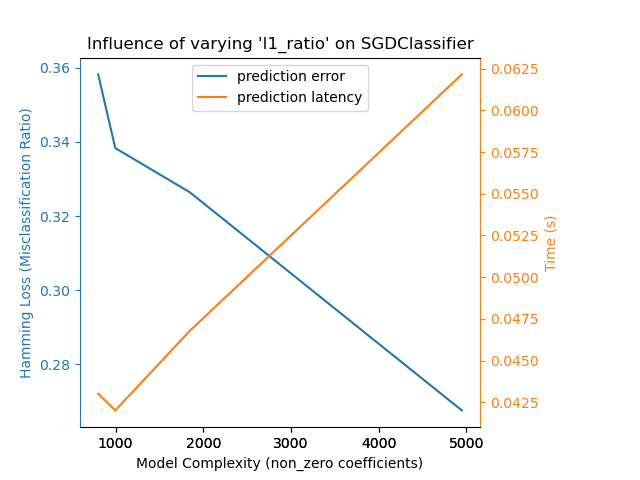 Influence of varying 'l1_ratio' on SGDClassifier
prediction error
prediction latency
Hamming Loss (Misclassification Ratio)
0.36
0.34
0.32
0.30
0.28
0.0625
0.0600
0.0575
0.0550
0.0525
0.0500
0.0475
0.0450
0.0425
Time (s)
1000 2000 3000 4000 5000
Model Complexity (non_zero coefficients)